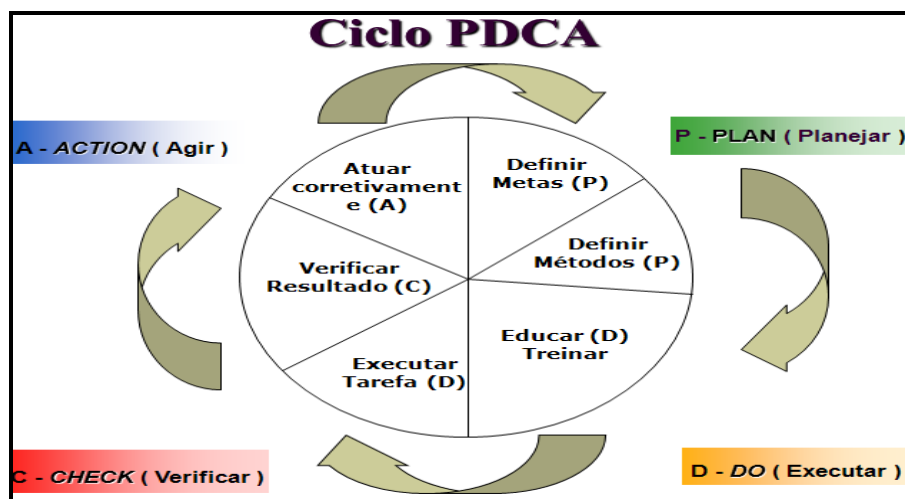 Ciclo PDCA
A - ACTION ( Agir )
P - PLAN ( Planejar )
Atuar
corretivament
e (A)
Definir
Metas (P)
Definir
Métodos (P)
Verificar
Resultado (C)
Educar (D)
Treinar
Executar
Tarefa (D)
C - CHECK ( Verificar )
D - DO ( Executar )